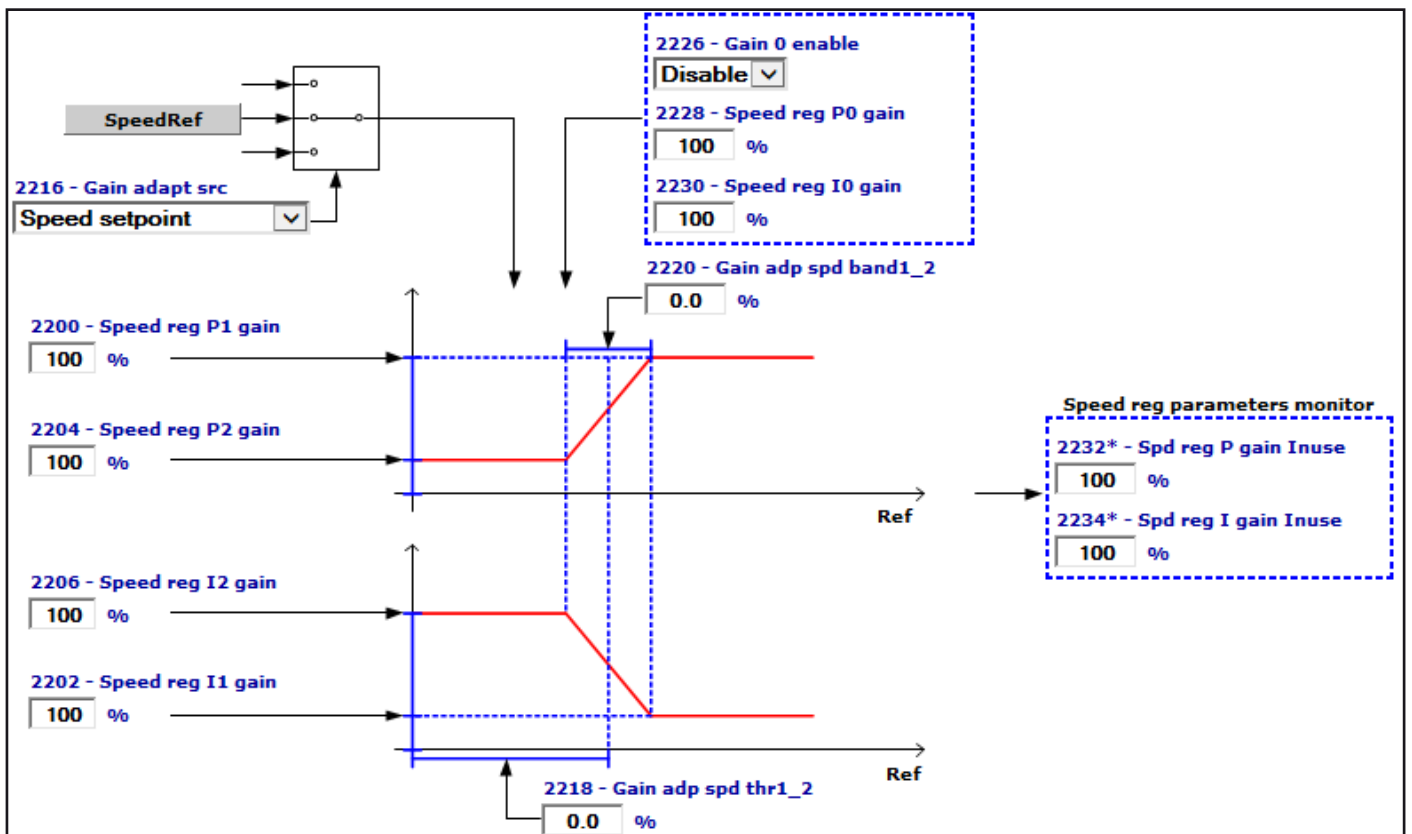 2226 - Gain 0 enable
Disable
SpeedRef
2228 - Speed reg P0 gain
100 %
2216 - Gain adapt src
Speed setpoint
2230 - Speed reg I0 gain
100 %
2220 - Gain adp spd band1_2
0.0 %
2200 - Speed reg P1 gain
100 %
2204 - Speed reg P2 gain
100 %
Ref
Speed reg parameters monitor
2232* - Spd reg P gain Inuse
100 %
2234* - Spd reg I gain Inuse
100 %
2206 - Speed reg I2 gain
100 %
2202 - Speed reg I1 gain
100 %
Ref
2218 - Gain adp spd thr1_2
0.0 %